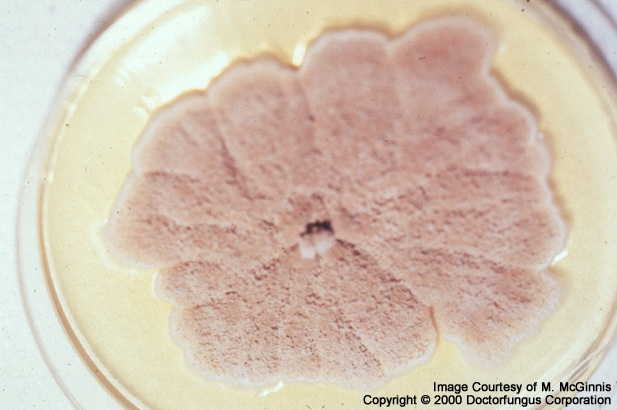 Image Courtesy of M. McGinnis
Copyright © 2000 Doctorfungus Corporation